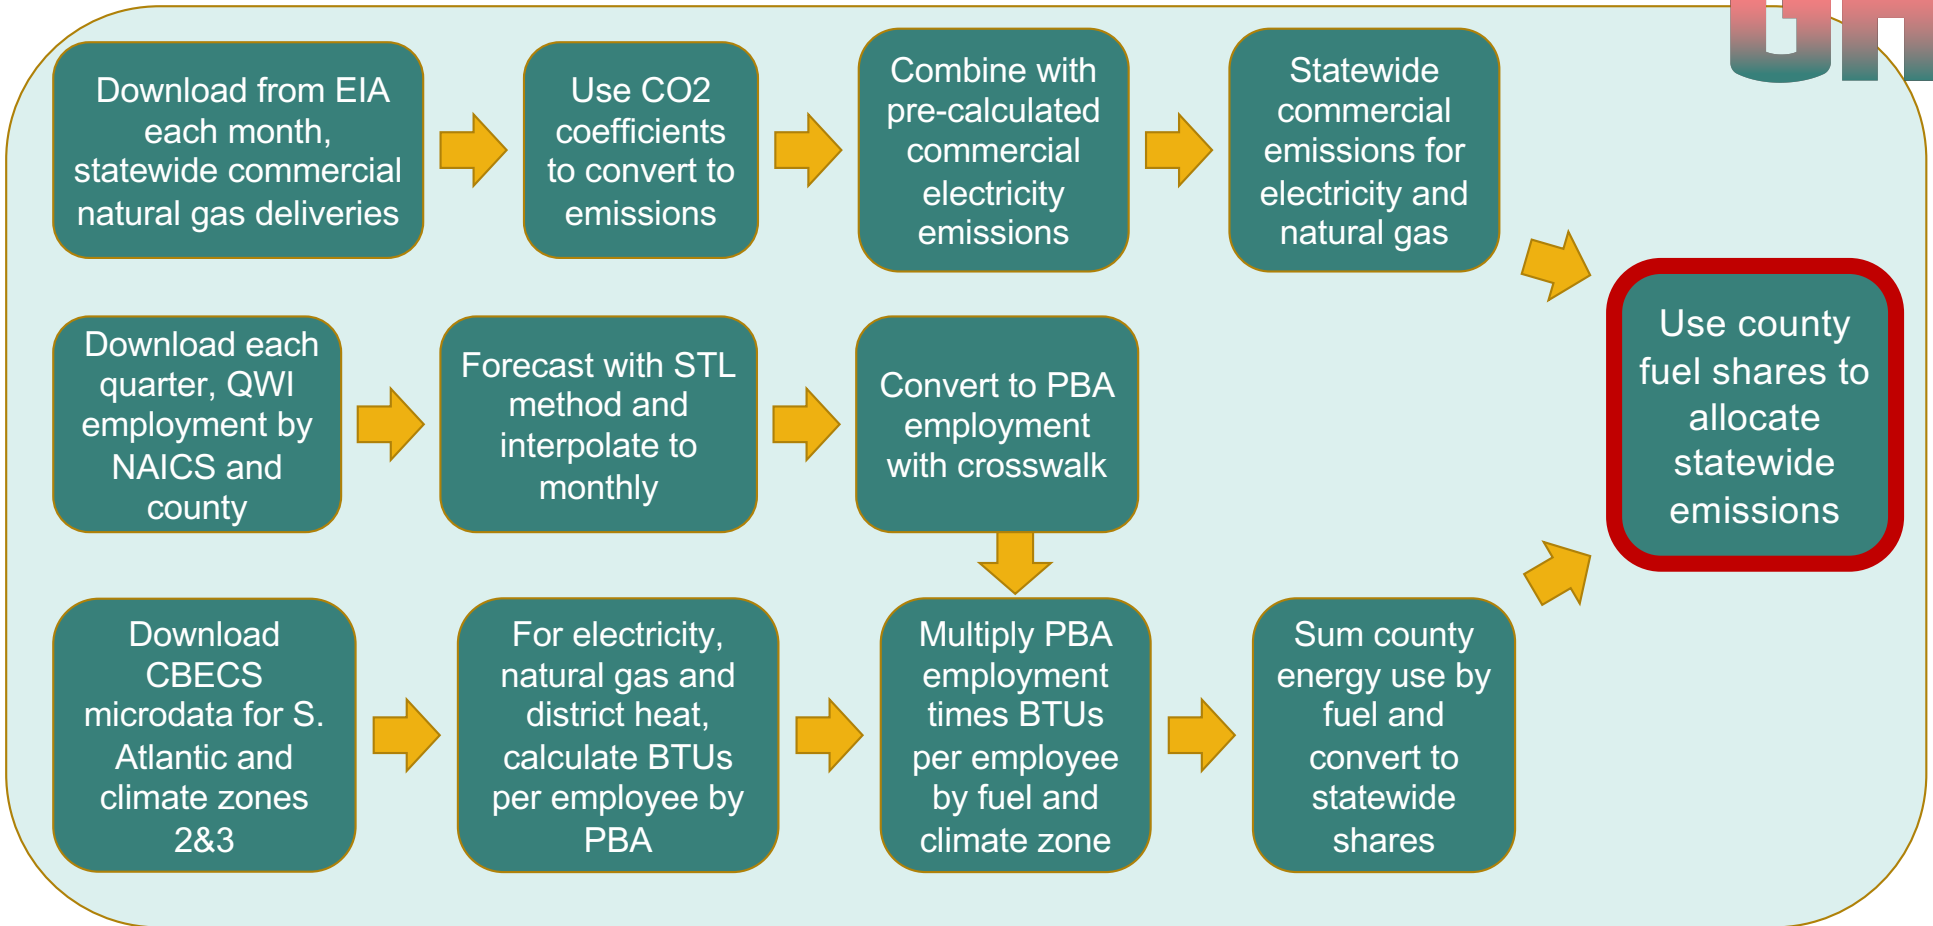 Download from EIA
each month,
statewide commercial
natural gas deliveries
Use CO2
coefficients
to convert to
emissions
Combine with
pre-calculated
commercial
electricity
emissions
Statewide
commercial
emissions for
electricity and
natural gas
Download each
quarter, QWI
employment by
NAICS and
county
Forecast with STL
method and
interpolate to
monthly
Convert to PBA
employment
with crosswalk
Use county
fuel shares to
allocate
statewide
emissions
Download
CBECS
microdata for S.
Atlantic and
climate zones
2&3
For electricity,
natural gas and
district heat,
calculate BTUs
per employee by
PBA
Multiply PBA
employment
times BTUs
per employee
by fuel and
climate zone
Sum county
energy use by
fuel and
convert to
statewide
shares